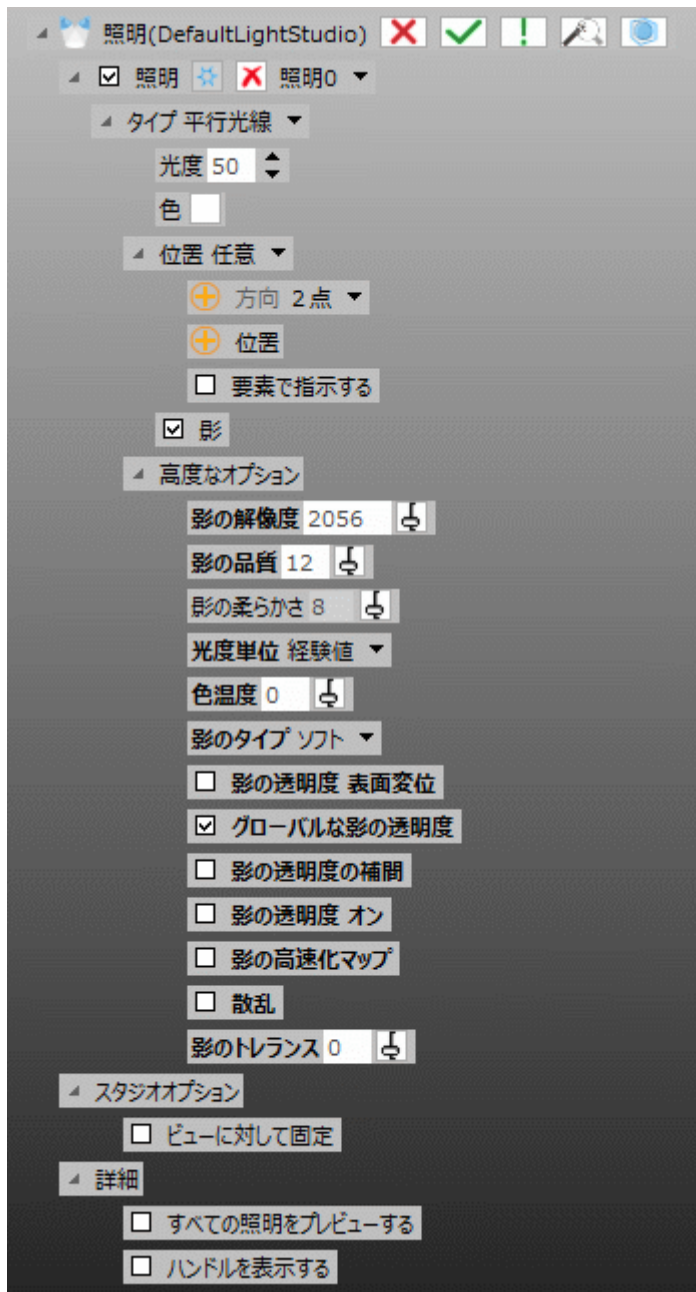 照明(DefaultLightStudio)
照明 照明0
タイプ 平行光線
光度 50
色
位置 任意
方向 2点
位置
要素で指示する
影
高度なオプション
影の解像度 2056
影の品質 12
影の柔らかさ 8
光度単位 経験値
色温度 0
影のタイプ ソフト
影の透明度 表面変位
グローバルな影の透明度
影の透明度の補間
影の透明度 オン
影の高速化マップ
散乱
影のトレランス 0
スタジオオプション
ビューに対して固定
詳細
すべての照明をプレビューする
ハンドルを表示する